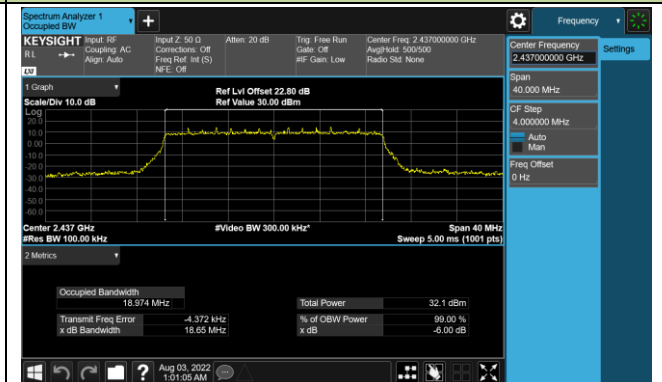 Spectrum Analyzer 1
Occupied BW
+
Frequency
KEYSIGHT
RL
LXI
Input: RF
Coupling: AC
Align: Auto
Input Z: 50 Ω
Corrections: Off
Freq Ref: Int (S)
NFE: Off
Atten: 20 dB
Trig: Free Run
Gate: Off
#IF Gain: Low
Center Freq: 2.437000000 GHz
Avg|Hold: 500/500
Radio Std: None
Center Frequency
2.437000000 GHz
Settings
Span
40.000 MHz
CF Step
4.000000 MHz
Auto
Man
Freq Offset
0 Hz
1 Graph
Scale/Div 10.0 dB
Ref Lvl Offset 22.80 dB
Ref Value 30.00 dBm
Log
20.0
10.0
0.00
-10.0
-20.0
-30.0
-40.0
-50.0
-60.0
Center 2.437 GHz
#Res BW 100.00 kHz
#Video BW 300.00 kHz*
Span 40 MHz
Sweep 5.00 ms (1001 pts)
2 Metrics
Occupied Bandwidth
18.974 MHz
Total Power
32.1 dBm
Transmit Freq Error
-4.372 kHz
% of OBW Power
99.00 %
x dB Bandwidth
18.65 MHz
x dB
-6.00 dB
?
Aug 03, 2022
1:01:05 AM